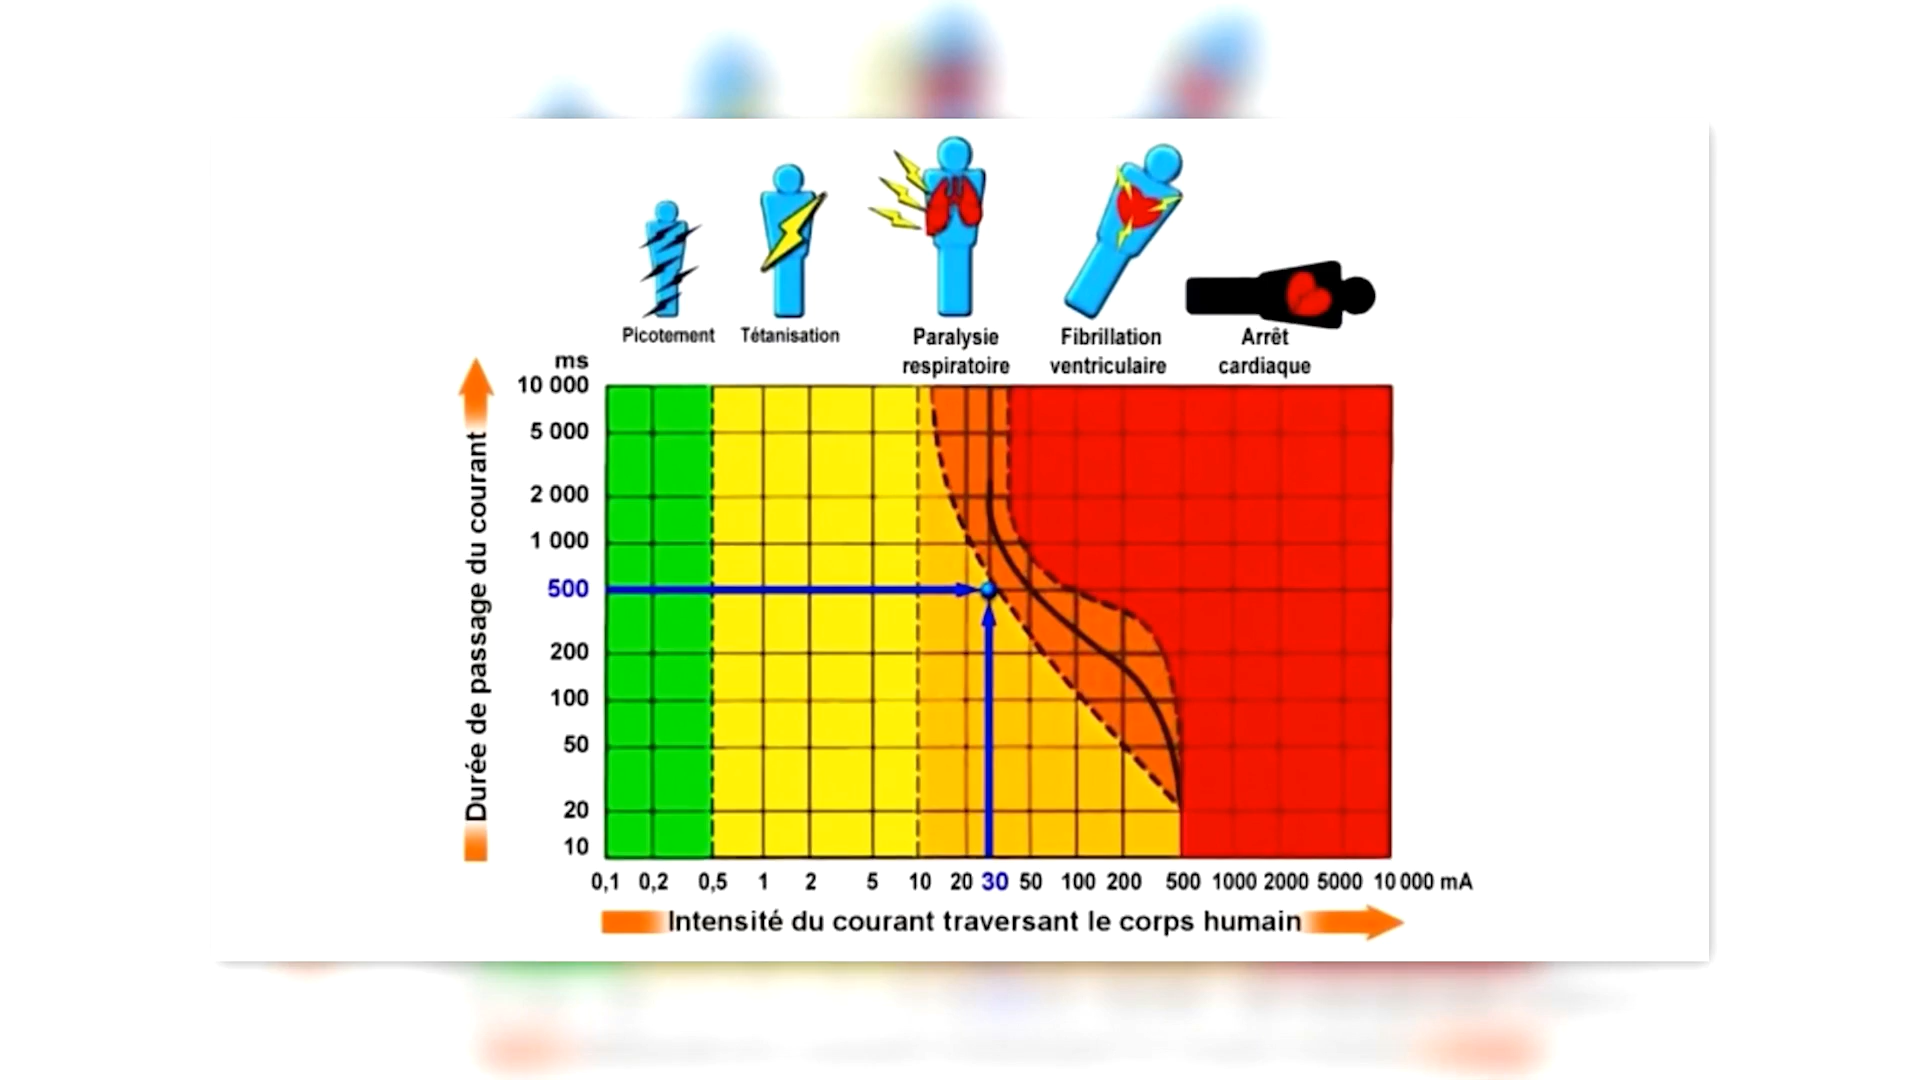 Picotement
Tétanisation
Paralysie
respiratoire
Fibrillation
ventriculaire
Arrêt
cardiaque
ms
10 000
5 000
2 000
1 000
500
200
100
50
20
10
Durée de passage du courant
0,1 0,2 0,5 1 2 5 10 20 30 50 100 200 500 1000 2000 5000 10 000 mA
Intensité du courant traversant le corps humain